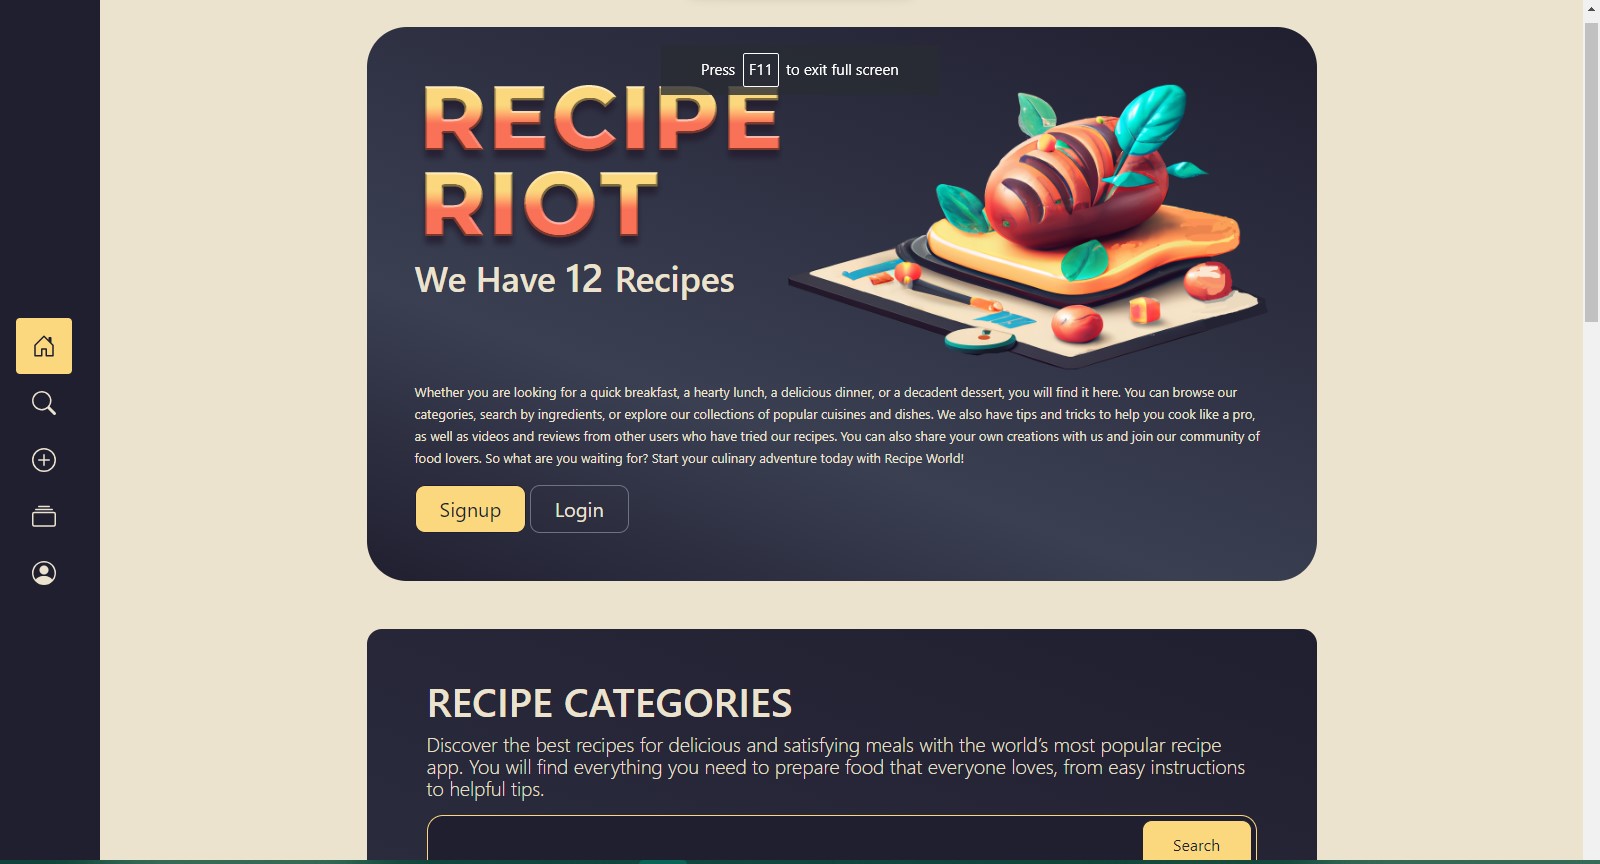 Press F11 to exit full screen
RECIPE
RIOT
We Have 12 Recipes
Whether you are looking for a quick breakfast, a hearty lunch, a delicious dinner, or a decadent dessert, you will find it here. You can browse our
categories, search by ingredients, or explore our collections of popular cuisines and dishes. We also have tips and tricks to help you cook like a pro,
as well as videos and reviews from other users who have tried our recipes. You can also share your own creations with us and join our community of
food lovers. So what are you waiting for? Start your culinary adventure today with Recipe World!
Signup Login
RECIPE CATEGORIES
Discover the best recipes for delicious and satisfying meals with the world’s most popular recipe
app. You will find everything you need to prepare food that everyone loves, from easy instructions
to helpful tips.
Search